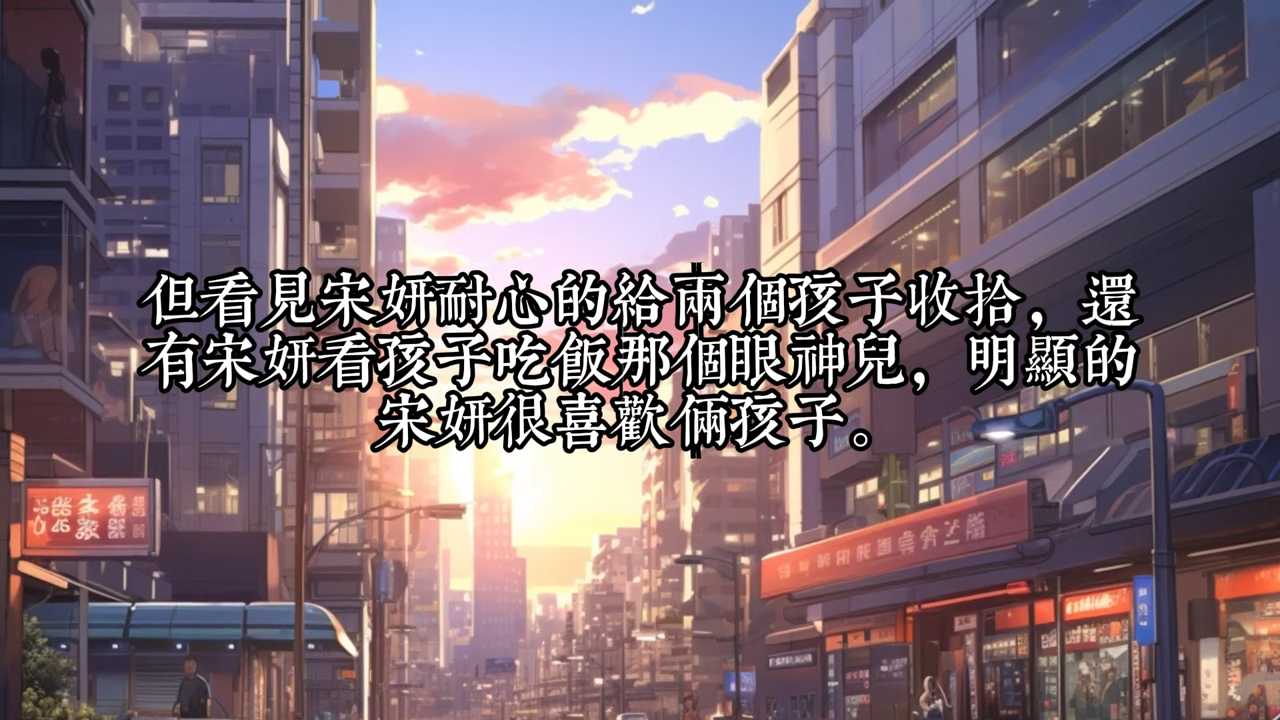 但看見宋妍耐心的給兩個孩子收拾，還
有宋妍看孩子吃飯那個眼神兒，明顯的
宋妍很喜歡倆孩子。